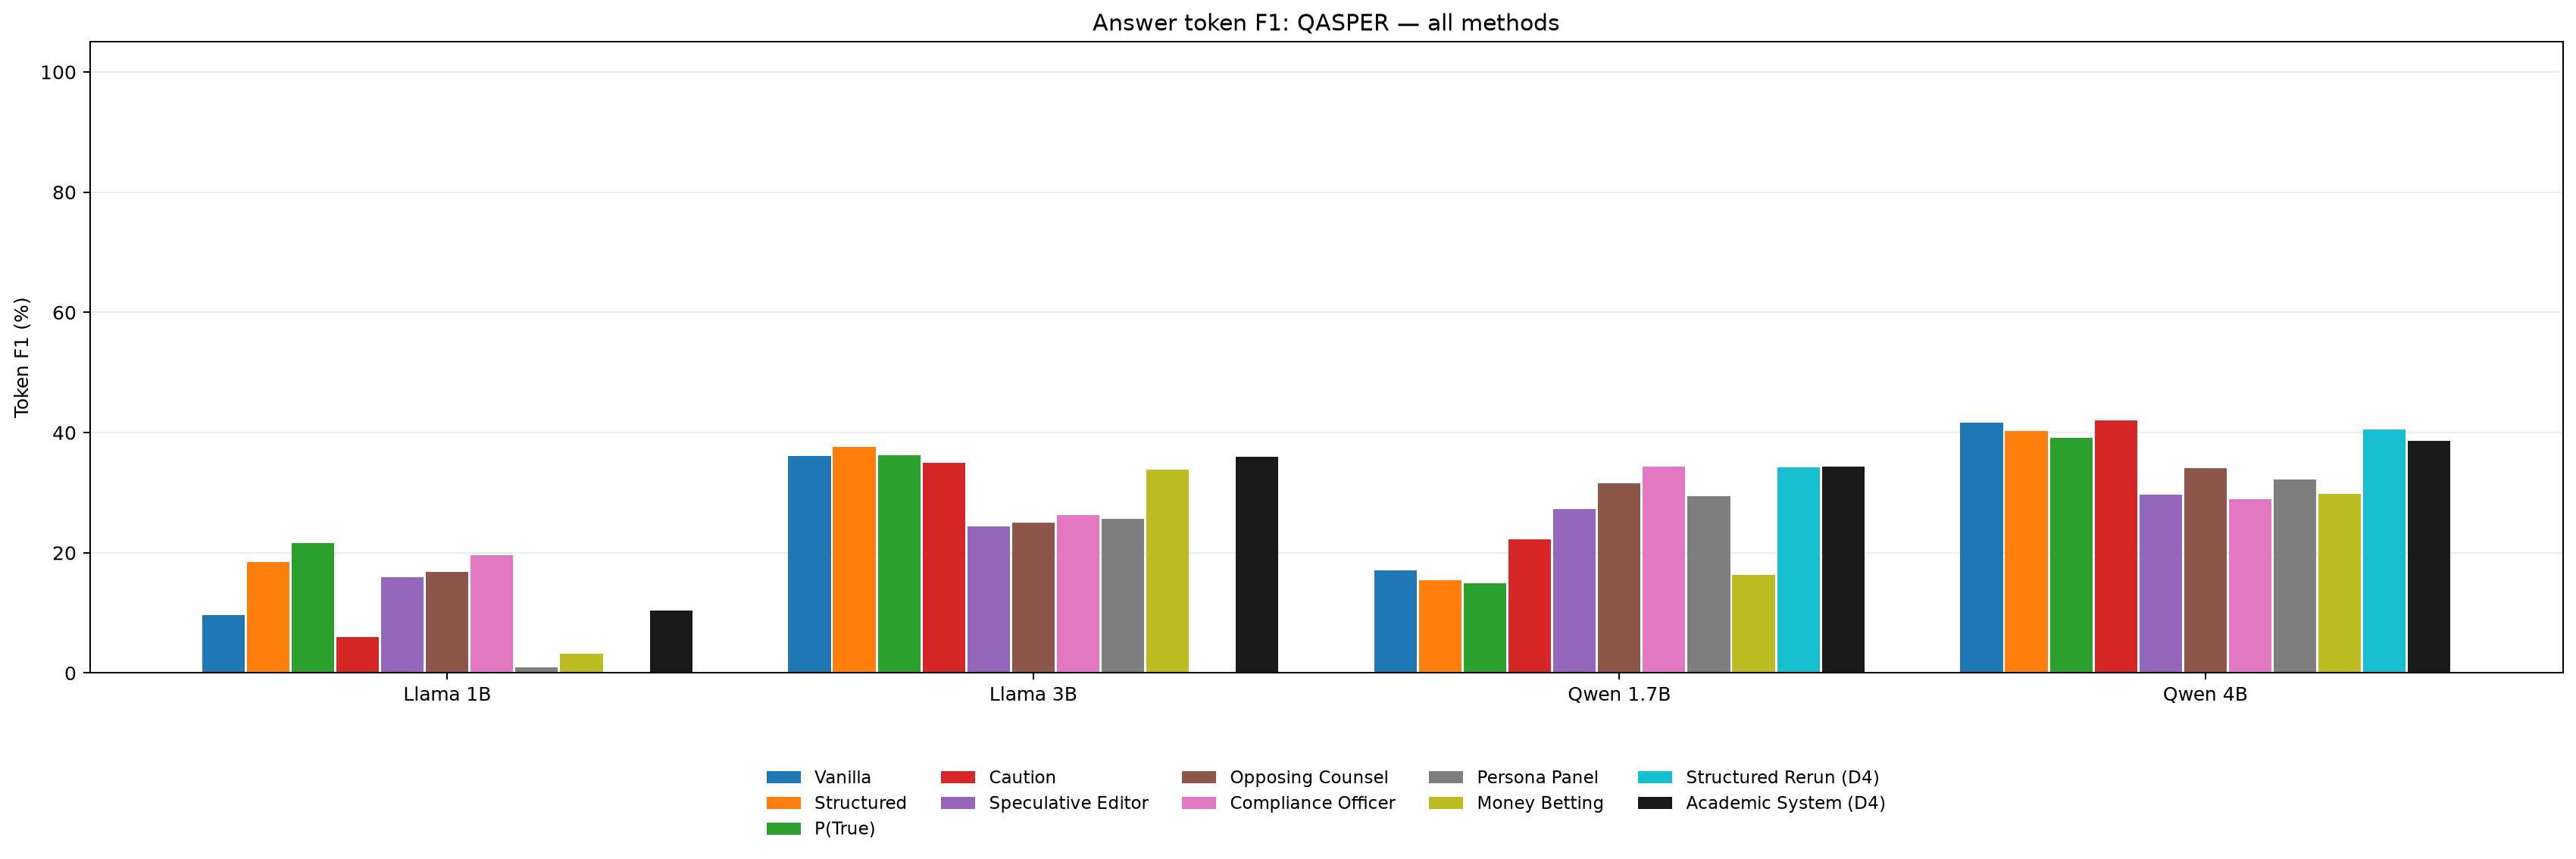 Answer token F1: QASPER — all methods
100
80
60
40
20
0
Token F1 (%)
Llama 1B
Llama 3B
Qwen 1.7B
Qwen 4B
Vanilla
Structured
P(True)
Caution
Speculative Editor
Opposing Counsel
Compliance Officer
Persona Panel
Money Betting
Structured Rerun (D4)
Academic System (D4)